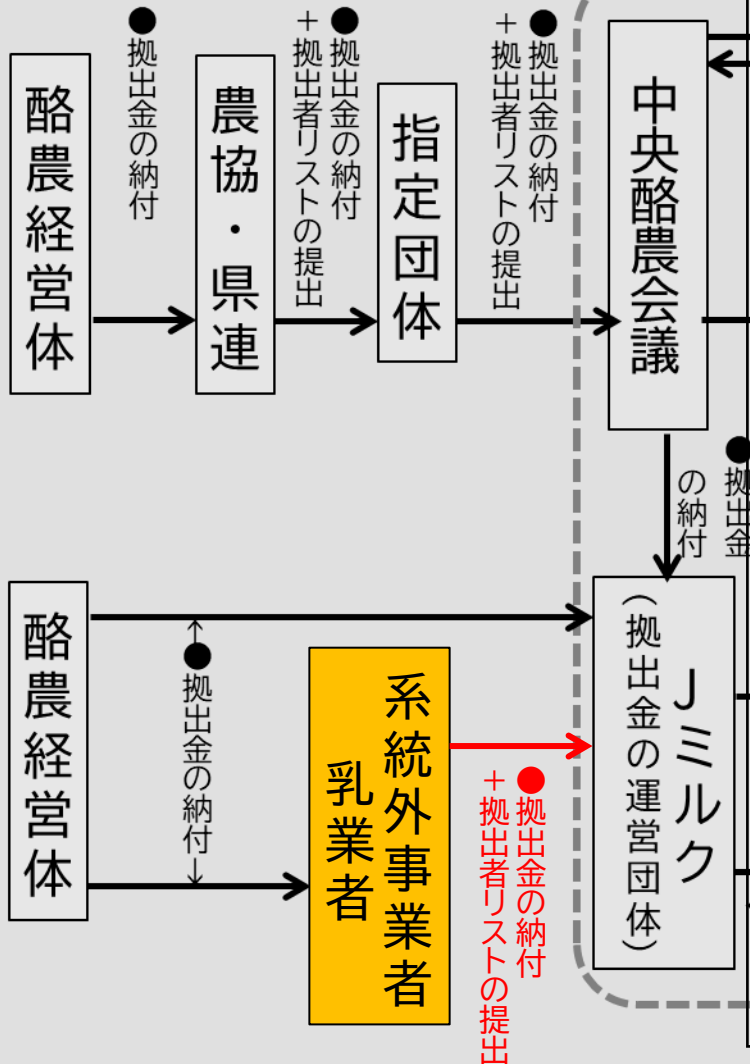 酪農経営体
●拠出金の納付
農協・県連
●拠出金の納付
＋拠出者リストの提出
指定団体
●拠出金の納付
＋拠出者リストの提出
中央酪農会議
●拠出金
の納付
酪農経営体
↑●拠出金の納付↓
系統外事業者
乳業者
●拠出金の納付
＋拠出者リストの提出
Ｊミルク
（拠出金の運営団体）